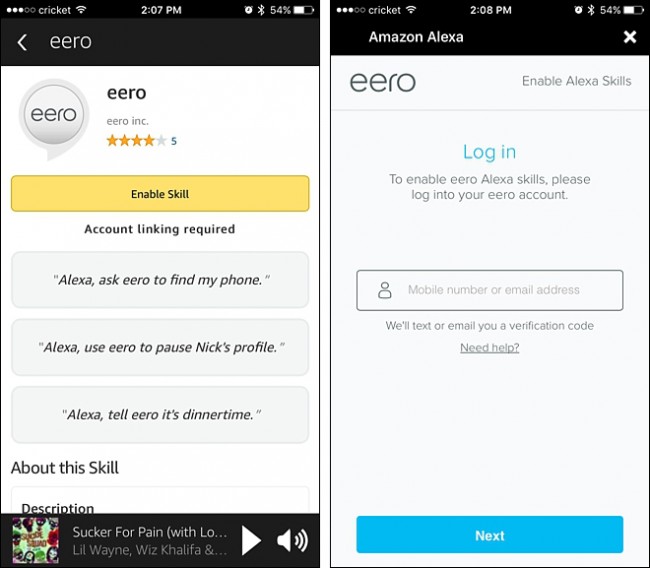 cricket 2:07 PM 54%
eero
eero
eero
eero inc.
5
Enable Skill
Account linking required
"Alexa, ask eero to find my phone."
"Alexa, use eero to pause Nick's profile."
"Alexa, tell eero it's dinnertime."
About this Skill
Description
SUICIDE
SQUAD
Sucker For Pain (with Lo...
Lil Wayne, Wiz Khalifa &...
cricket 2:08 PM 54%
Amazon Alexa
eero Enable Alexa Skills
Log in
To enable eero Alexa skills, please
log into your eero account.
Mobile number or email address
We'll text or email you a verification code
Need help?
Next